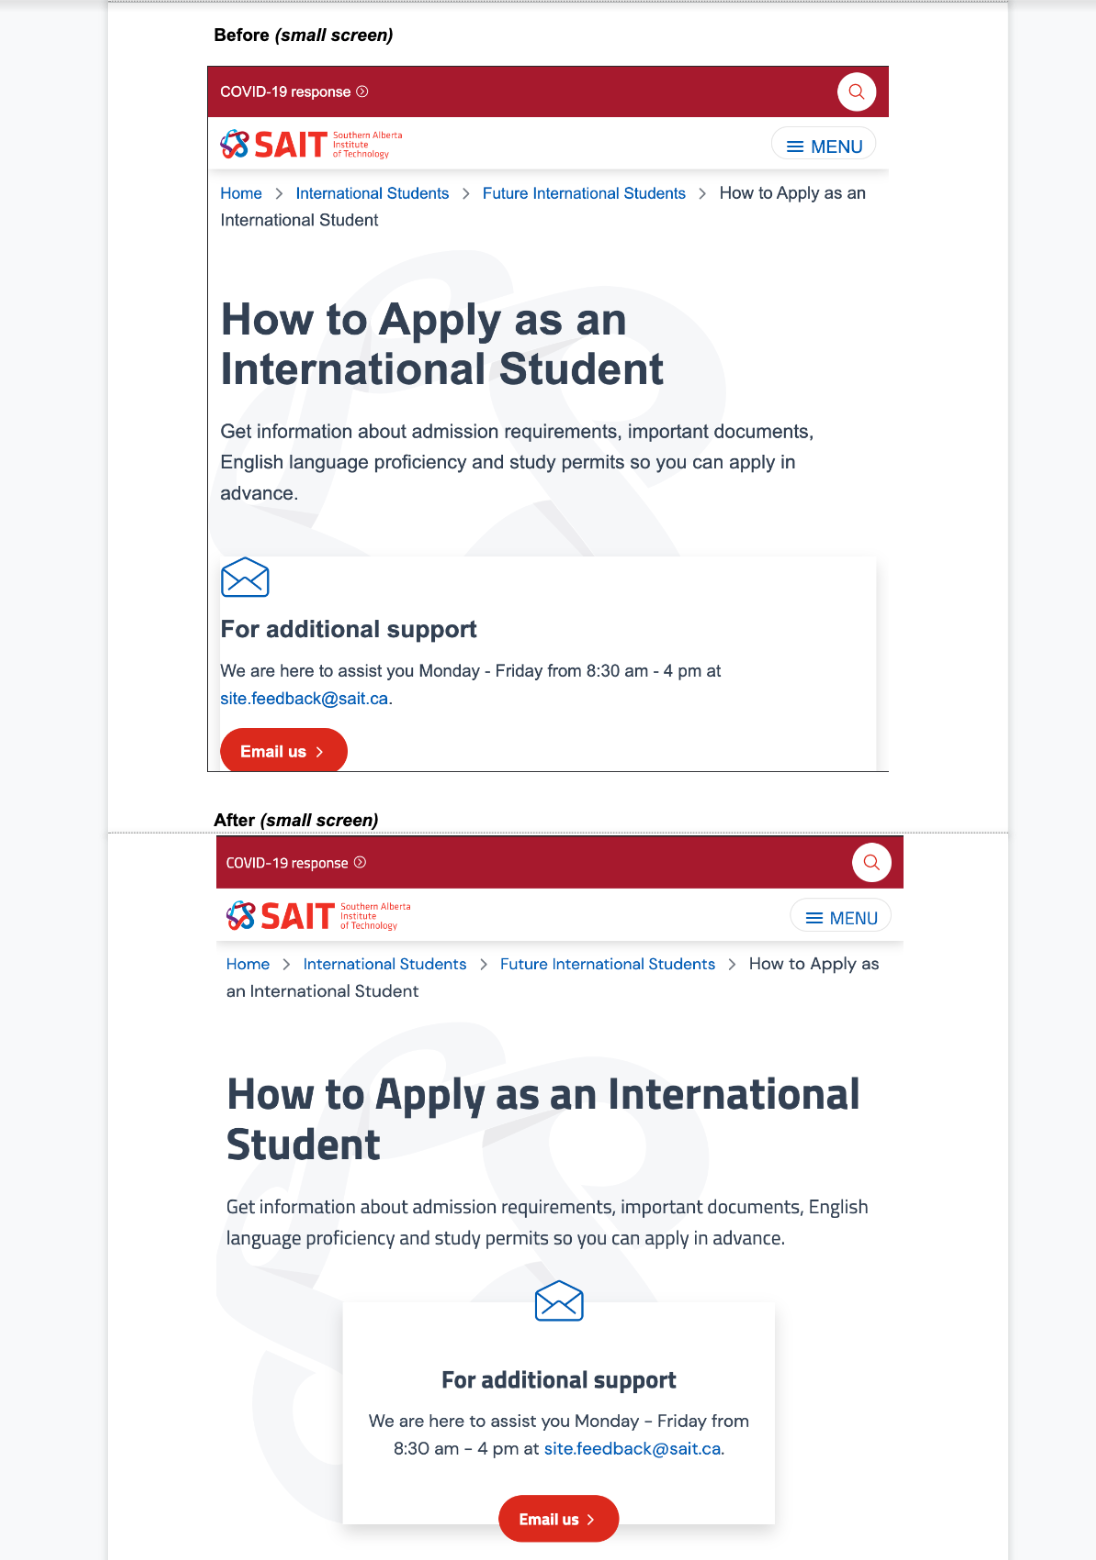 Before (small screen)
COVID-19 response
SAIT Southern Alberta
Institute
of Technology
MENU
Home > International Students > Future International Students > How to Apply as an
International Student
How to Apply as an
International Student
Get information about admission requirements, important documents,
English language proficiency and study permits so you can apply in
advance.
For additional support
We are here to assist you Monday - Friday from 8:30 am - 4 pm at
site.feedback@sait.ca.
Email us >
After (small screen)
COVID-19 response
SAIT Southern Alberta
Institute
of Technology
MENU
Home > International Students > Future International Students > How to Apply as
an International Student
How to Apply as an International
Student
Get information about admission requirements, important documents, English
language proficiency and study permits so you can apply in advance.
For additional support
We are here to assist you Monday - Friday from
8:30 am - 4 pm at site.feedback@sait.ca.
Email us >